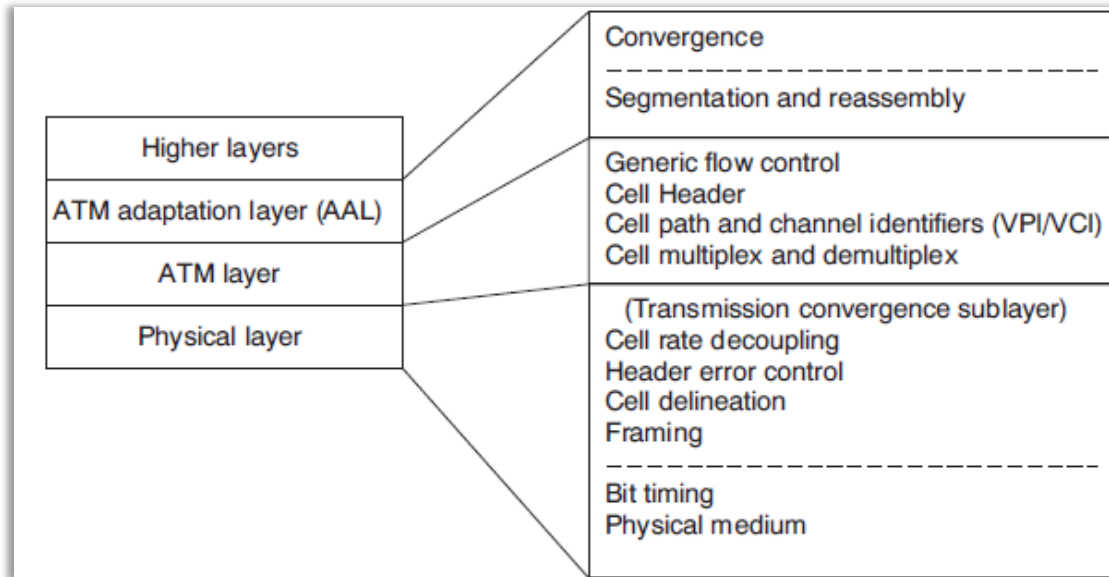 Higher layers
ATM adaptation layer (AAL)
ATM layer
Physical layer
Convergence
Segmentation and reassembly
Generic flow control
Cell Header
Cell path and channel identifiers (VPI/VCI)
Cell multiplex and demultiplex
(Transmission convergence sublayer)
Cell rate decoupling
Header error control
Cell delineation
Framing
Bit timing
Physical medium